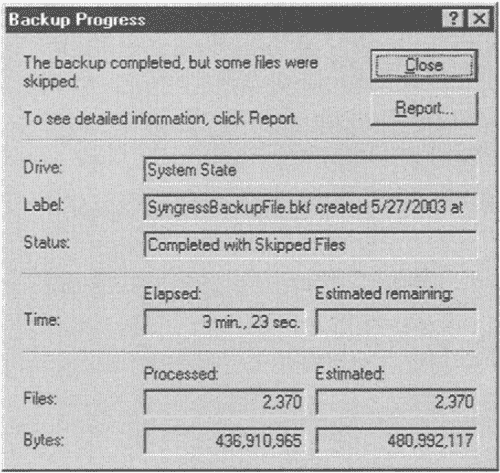 Backup Progress
The backup completed, but some files were
skipped.
Close
To see detailed information, click Report.
Report...
Drive: System State
Label: SyngressBackupFile.bkf created 5/27/2003 at
Status: Completed with Skipped Files
Elapsed: Estimated remaining:
Time: 3 min., 23 sec.
Processed: Estimated:
Files: 2,370 2,370
Bytes: 436,910,965 480,992,117